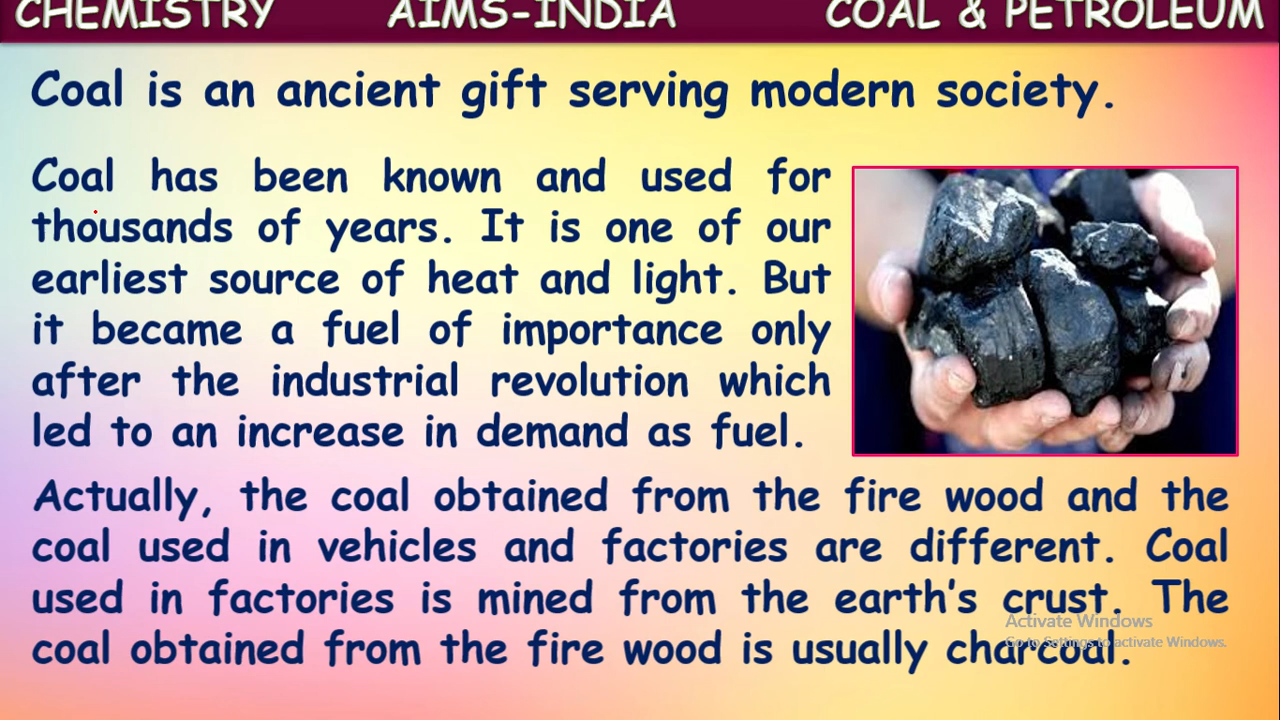 CHEMISTRY AIMS-INDIA COAL & PETROLEUM
Coal is an ancient gift serving modern society.
Coal has been known and used for
thousands of years. It is one of our
earliest source of heat and light. But
it became a fuel of importance only
after the industrial revolution which
led to an increase in demand as fuel.
Actually, the coal obtained from the fire wood and the
coal used in vehicles and factories are different. Coal
used in factories is mined from the earth's crust. The
coal obtained from the fire wood is usually charcoal.
Activate Windows
Go to Settings to activate Windows.